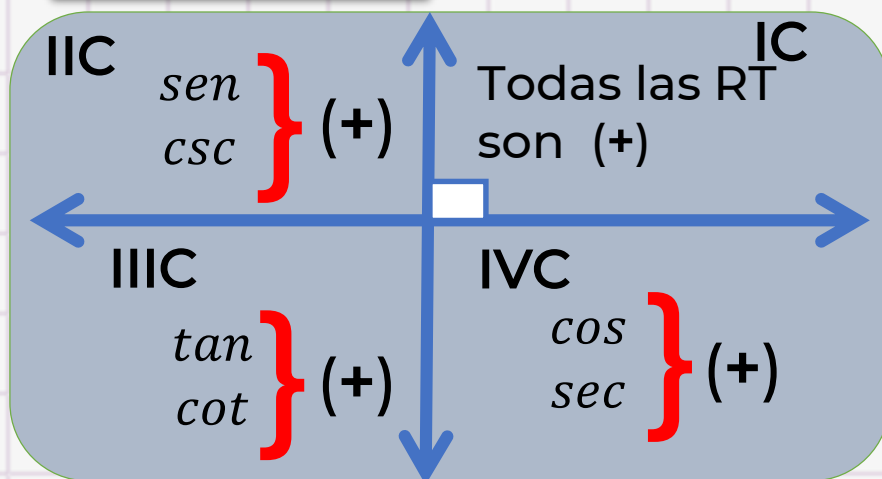 IIC
sen
csc
(+)
IC
Todas las RT
son (+)
IIIC
tan
cot
(+)
IVC
cos
sec
(+)